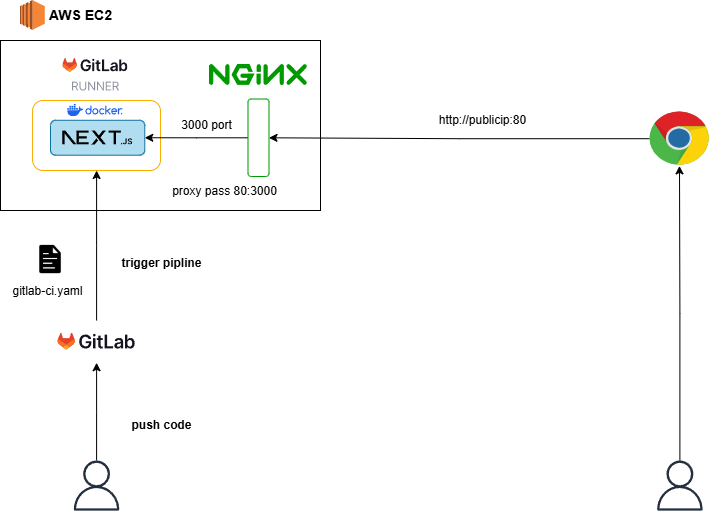 AWS EC2
GitLab
RUNNER
NGINX
docker.
NEXT.JS
3000 port
http://publicip:80
proxy pass 80:3000
trigger pipline
gitlab-ci.yaml
GitLab
push code